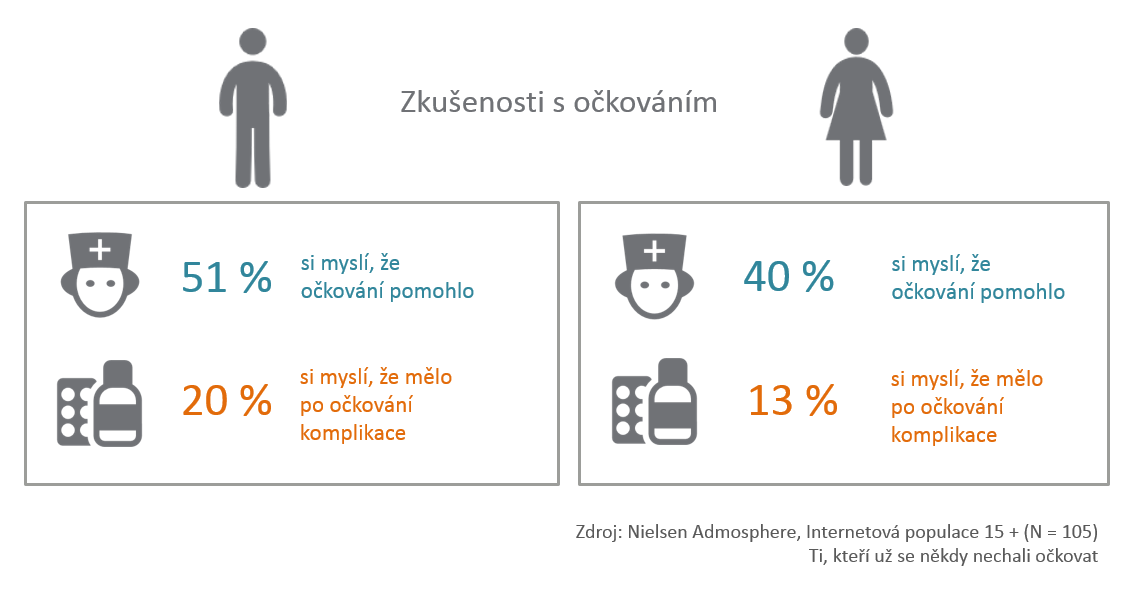 Zkušenosti s očkováním
51 %
si myslí, že
očkování pomohlo
20 %
si myslí, že mělo
po očkování
komplikace
40 %
si myslí, že
očkování pomohlo
13 %
si myslí, že mělo
po očkování
komplikace
Zdroj: Nielsen Admosphere, Internetová populace 15 + (N = 105)
Ti, kteří už se někdy nechali očkovat